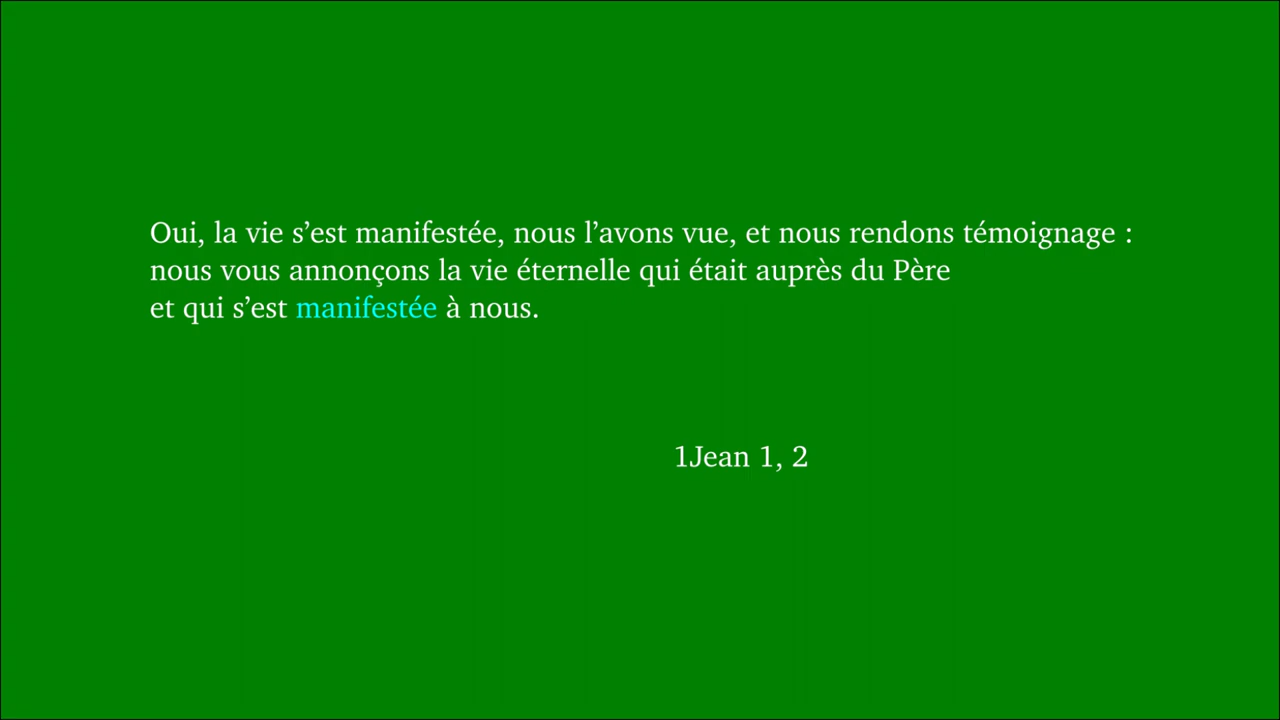 Oui, la vie s’est manifestée, nous l’avons vue, et nous rendons témoignage :
nous vous annonçons la vie éternelle qui était auprès du Père
et qui s’est manifestée à nous.
1Jean 1, 2